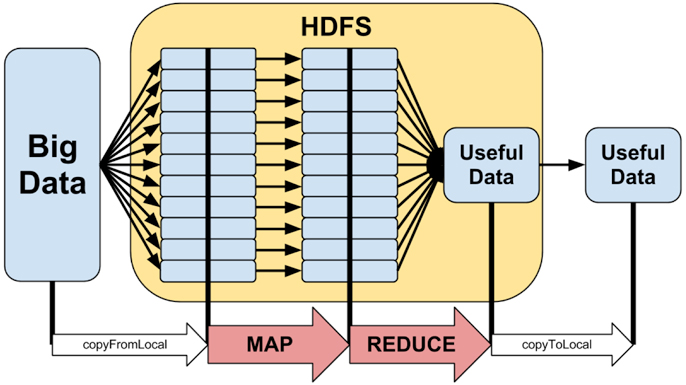 HDFS
Big
Data
Useful
Data
Useful
Data
copyFromLocal
MAP
REDUCE
copyToLocal